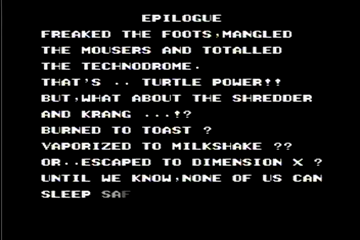 EPILOGUE
FREAKED THE FOOTS,MANGLED
THE MOUSERS AND TOTALLED
THE TECHNODROME.
THAT'S .. TURTLE POWER!!
BUT,WHAT ABOUT THE SHREDDER
AND KRANG ...!?
BURNED TO TOAST ?
VAPORIZED TO MILKSHAKE ??
OR..ESCAPED TO DIMENSION X ?
UNTIL WE KNOW,NONE OF US CAN
SLEEP SAF